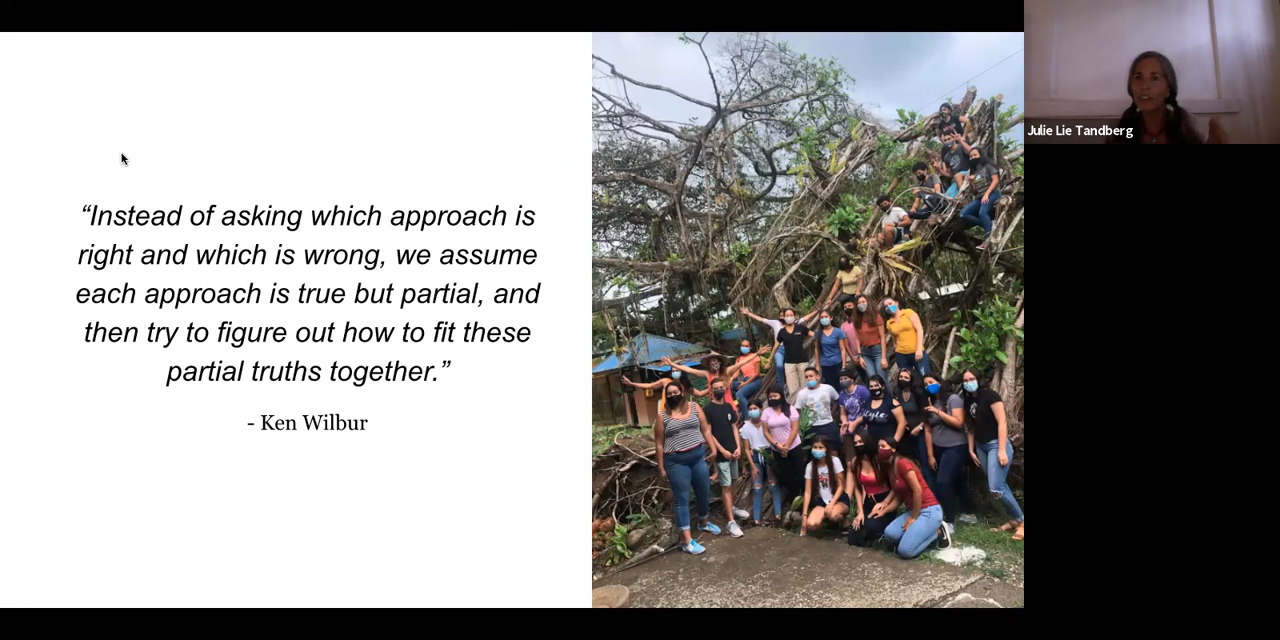 “Instead of asking which approach is
right and which is wrong, we assume
each approach is true but partial, and
then try to figure out how to fit these
partial truths together.”
- Ken Wilbur
Julie Lie Tandberg